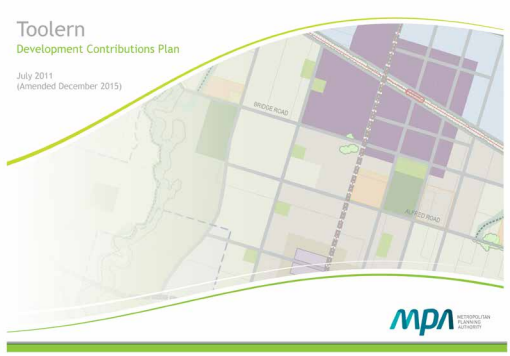 Toolern
Development Contributions Plan
July 2011
(Amended December 2015)
BRIDGE ROAD
ALFRED ROAD
MPA
METROPOLITAN
PLANNING
AUTHORITY